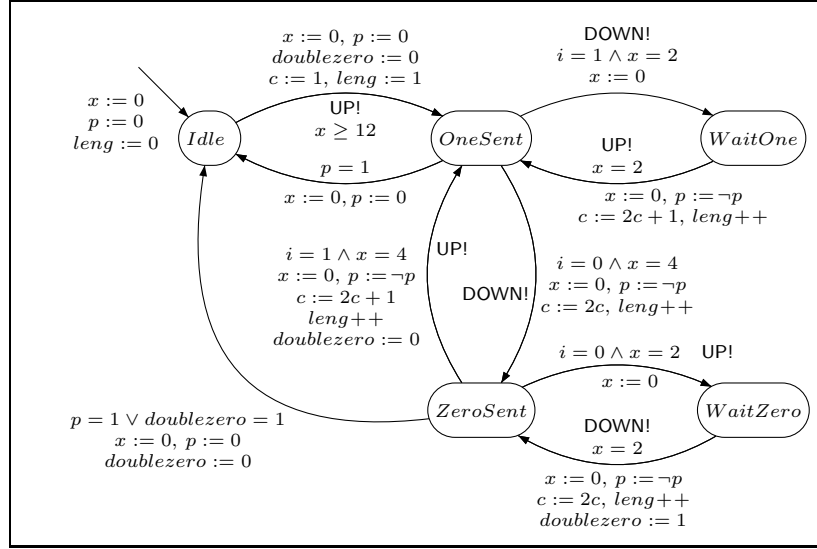 x := 0
p := 0
leng := 0
Idle
x := 0, p := 0
doublezero := 0
c := 1, leng := 1
UP!
x ≥ 12
p = 1
x := 0, p := 0
OneSent
DOWN!
i = 1 ∧ x = 2
x := 0
UP!
x = 2
x := 0, p := ¬p
c := 2c + 1, leng++
WaitOne
i = 1 ∧ x = 4
x := 0, p := ¬p
c := 2c + 1
leng++
doublezero := 0
UP!
DOWN!
i = 0 ∧ x = 4
x := 0, p := ¬p
c := 2c, leng++
p = 1 ∨ doublezero = 1
x := 0, p := 0
doublezero := 0
ZeroSent
i = 0 ∧ x = 2 UP!
x := 0
DOWN!
x = 2
x := 0, p := ¬p
c := 2c, leng++
doublezero := 1
WaitZero